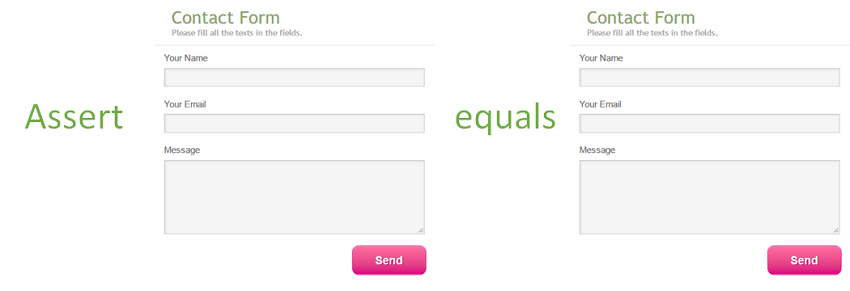 Assert
Contact Form
Please fill all the texts in the fields.
Your Name
Your Email
Message
Send
equals
Contact Form
Please fill all the texts in the fields.
Your Name
Your Email
Message
Send